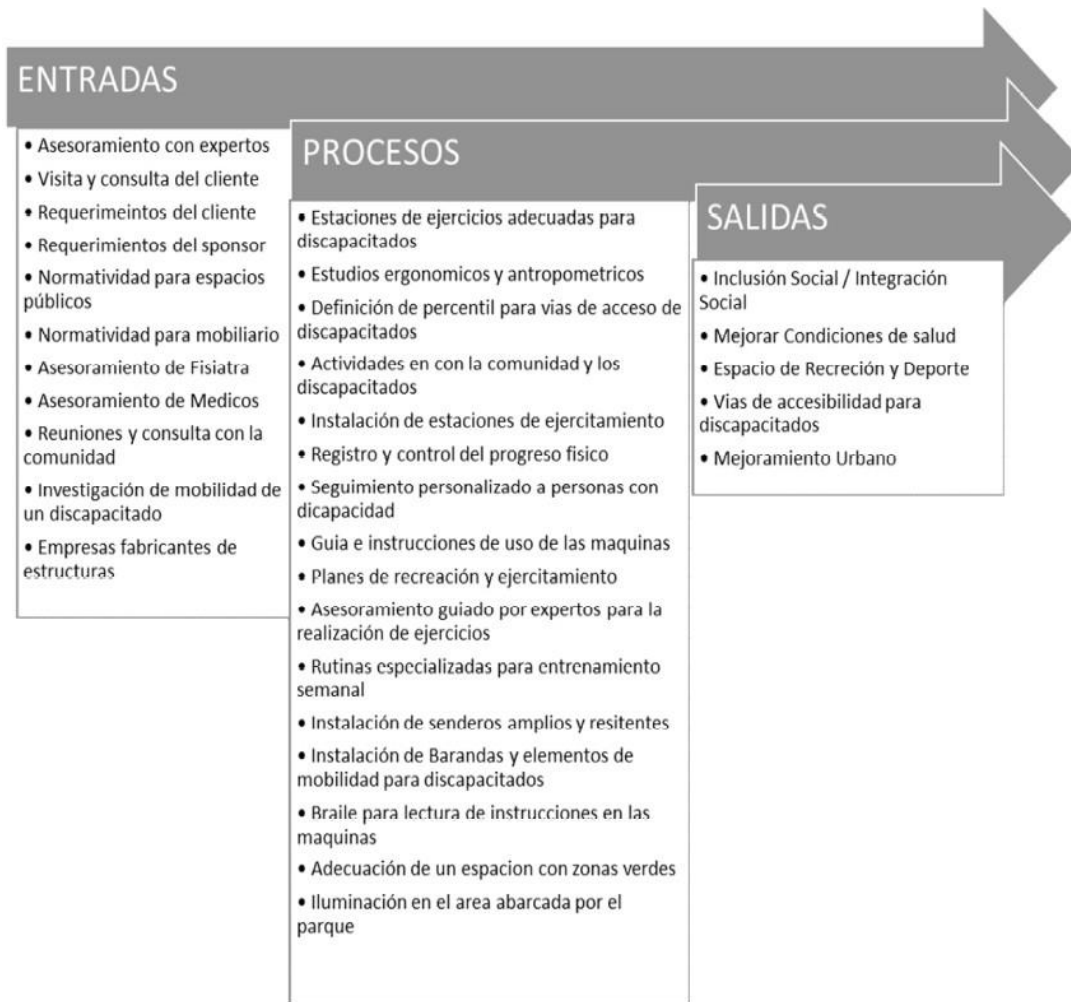 ENTRADAS
• Asesoramiento con expertos
• Visita y consulta del cliente
• Requerimeintos del cliente
• Requerimientos del sponsor
• Normatividad para espacios
públicos
• Normatividad para mobiliario
• Asesoramiento de Fisiatra
• Asesoramiento de Medicos
• Reuniones y consulta con la
comunidad
• Investigación de mobilidad de
un discapacitado
• Empresas fabricantes de
estructuras
PROCESOS
• Estaciones de ejercicios adecuadas para
discapacitados
• Estudios ergonomicos y antropometricos
• Definición de percentil para vias de acceso de
discapacitados
• Actividades en con la comunidad y los
discapacitados
• Instalación de estaciones de ejercitamiento
• Registro y control del progreso fisico
• Seguimiento personalizado a personas con
dicapacidad
• Guia e instrucciones de uso de las maquinas
• Planes de recreación y ejercitamiento
• Asesoramiento guiado por expertos para la
realización de ejercicios
• Rutinas especializadas para entrenamiento
semanal
• Instalación de senderos amplios y resitentes
• Instalación de Barandas y elementos de
mobilidad para discapacitados
• Braile para lectura de instrucciones en las
maquinas
• Adecuación de un espacion con zonas verdes
• Iluminación en el area abarcada por el
parque
SALIDAS
• Inclusión Social / Integración
Social
• Mejorar Condiciones de salud
• Espacio de Recreción y Deporte
• Vias de accesibilidad para
discapacitados
• Mejoramiento Urbano